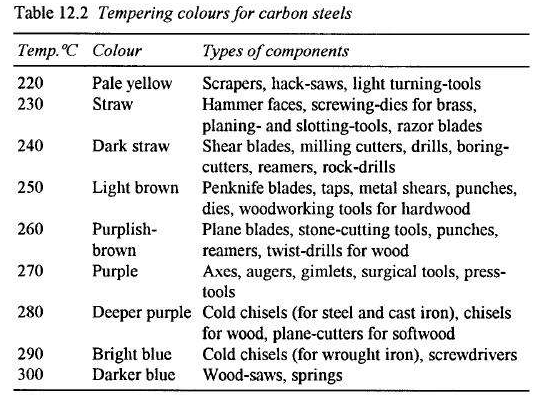 Table 12.2 Tempering colours for carbon steels
Temp.ºC Colour Types of components
220 Pale yellow Scrapers, hack-saws, light turning-tools
230 Straw Hammer faces, screwing-dies for brass,
planing- and slotting-tools, razor blades
240 Dark straw Shear blades, milling cutters, drills, boring-
cutters, reamers, rock-drills
250 Light brown Penknife blades, taps, metal shears, punches,
dies, woodworking tools for hardwood
260 Purplish- Plane blades, stone-cutting tools, punches,
brown reamers, twist-drills for wood
270 Purple Axes, augers, gimlets, surgical tools, press-
tools
280 Deeper purple Cold chisels (for steel and cast iron), chisels
for wood, plane-cutters for softwood
290 Bright blue Cold chisels (for wrought iron), screwdrivers
300 Darker blue Wood-saws, springs